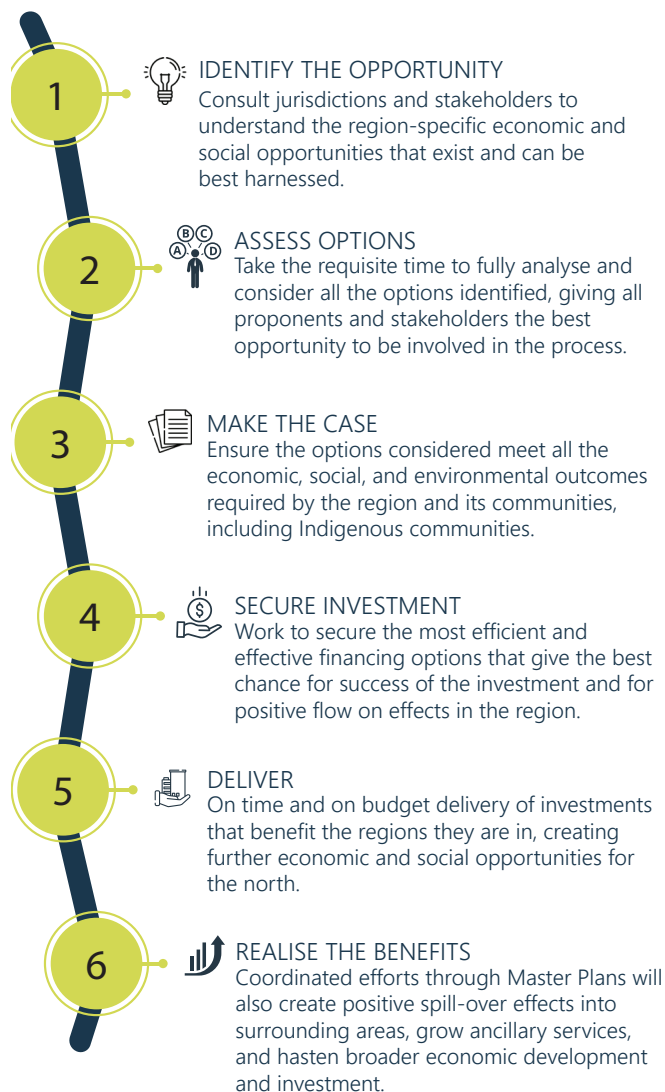 1
IDENTIFY THE OPPORTUNITY
Consult jurisdictions and stakeholders to
understand the region-specific economic and
social opportunities that exist and can be
best harnessed.
2
B C
A D
ASSESS OPTIONS
Take the requisite time to fully analyse and
consider all the options identified, giving all
proponents and stakeholders the best
opportunity to be involved in the process.
3
MAKE THE CASE
Ensure the options considered meet all the
economic, social, and environmental outcomes
required by the region and its communities,
including Indigenous communities.
4
$
SECURE INVESTMENT
Work to secure the most efficient and
effective financing options that give the best
chance for success of the investment and for
positive flow on effects in the region.
5
DELIVER
On time and on budget delivery of investments
that benefit the regions they are in, creating
further economic and social opportunities for
the north.
6
REALISE THE BENEFITS
Coordinated efforts through Master Plans will
also create positive spill-over effects into
surrounding areas, grow ancillary services,
and hasten broader economic development
and investment.